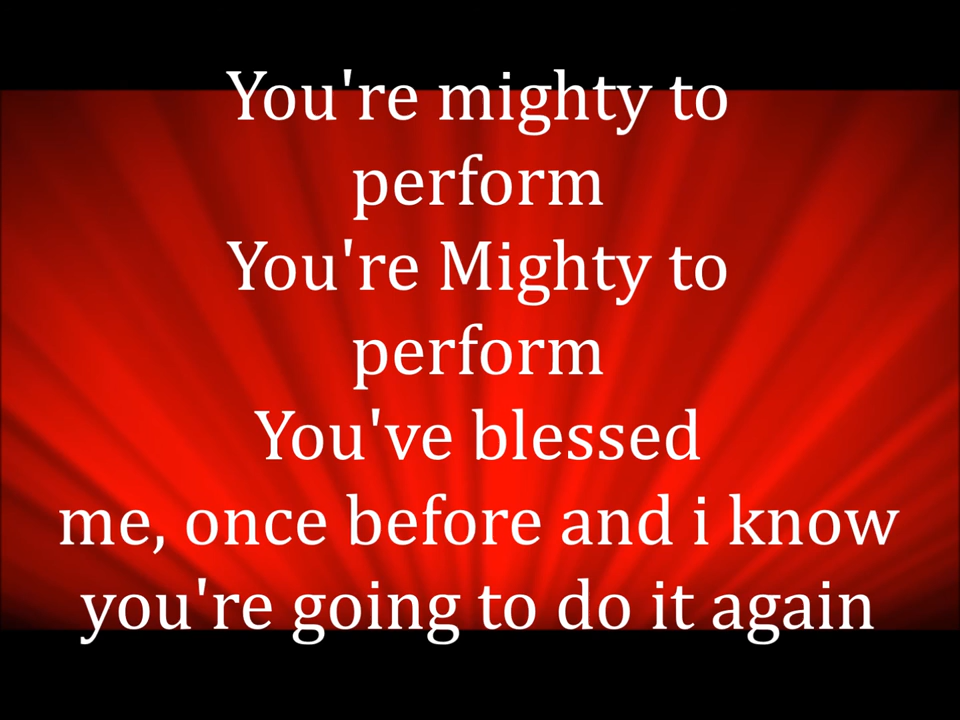 You're mighty to
perform
You're Mighty to
perform
You've blessed
me, once before and i know
you're going to do it again